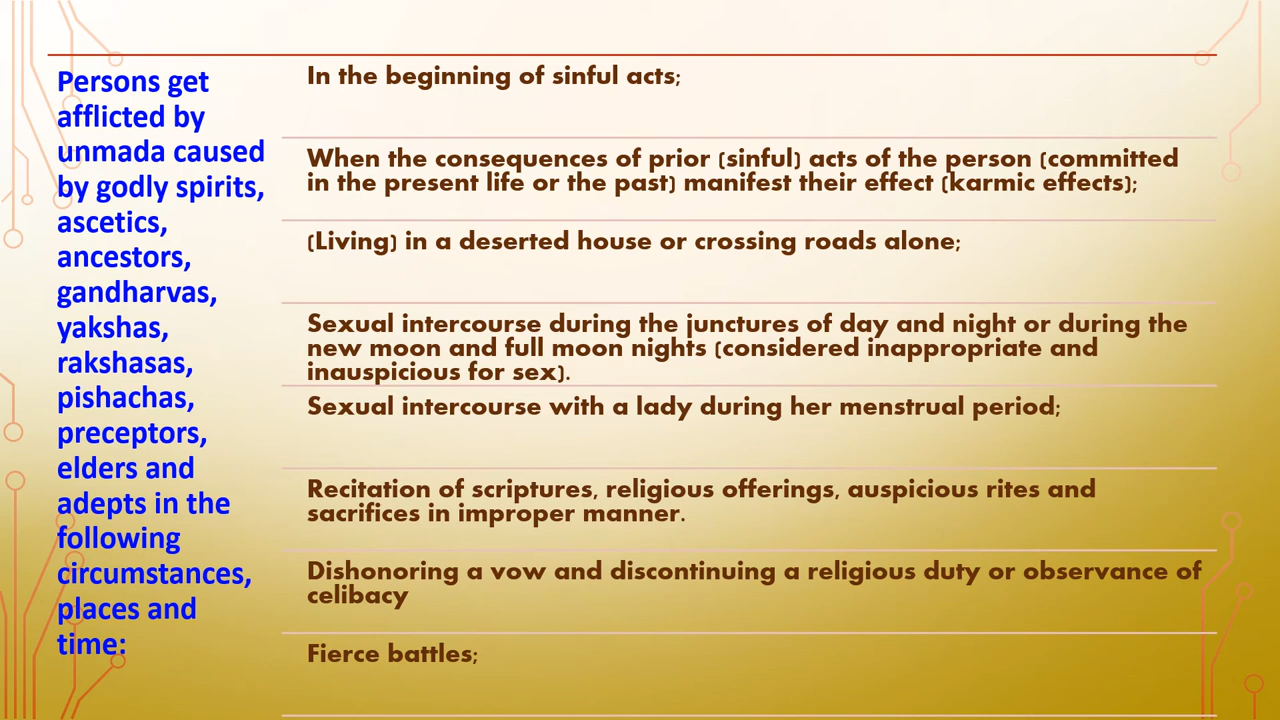 Persons get
afflicted by
unmada caused
by godly spirits,
ascetics,
ancestors,
gandharvas,
yakshas,
rakshasas,
pishachas,
preceptors,
elders and
adepts in the
following
circumstances,
places and
time:
In the beginning of sinful acts;
When the consequences of prior (sinful) acts of the person (committed
in the present life or the past) manifest their effect (karmic effects);
(Living) in a deserted house or crossing roads alone;
Sexual intercourse during the junctures of day and night or during the
new moon and full moon nights (considered inappropriate and
inauspicious for sex).
Sexual intercourse with a lady during her menstrual period;
Recitation of scriptures, religious offerings, auspicious rites and
sacrifices in improper manner.
Dishonoring a vow and discontinuing a religious duty or observance of
celibacy
Fierce battles;